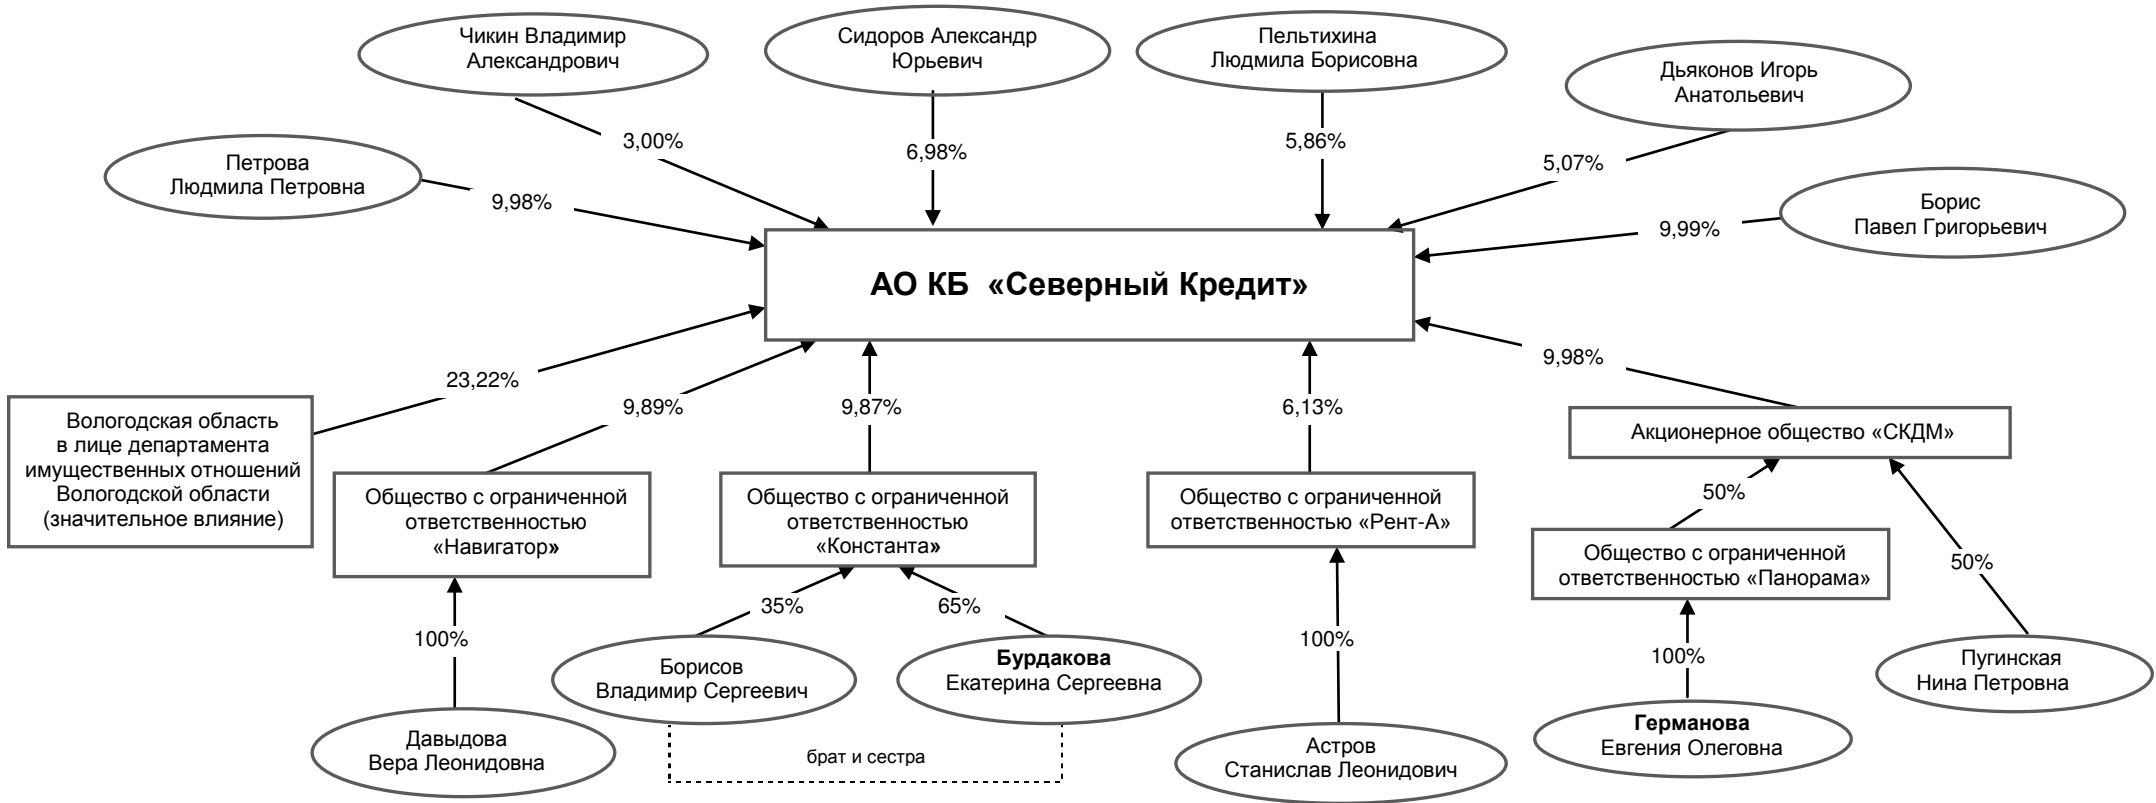 Чикин Владимир
Александрович
Сидоров Александр
Юрьевич
Пельтихина
Людмила Борисовна
Дьяконов Игорь
Анатольевич
Петрова
Людмила Петровна
Борис
Павел Григорьевич
3,00%
6,98%
5,86%
5,07%
9,98%
9,99%
АО КБ «Северный Кредит»
23,22%
9,89%
9,87%
6,13%
9,98%
Вологодская область
в лице департамента
имущественных отношений
Вологодской области
(значительное влияние)
Общество с ограниченной
ответственностью
«Навигатор»
Общество с ограниченной
ответственностью
«Константа»
Общество с ограниченной
ответственностью «Рент-А»
Акционерное общество «СКДМ»
50%
Общество с ограниченной
ответственностью «Панорама»
50%
35%
65%
100%
100%
100%
Борисов
Владимир Сергеевич
Бурдакова
Екатерина Сергеевна
Пугинская
Нина Петровна
Давыдова
Вера Леонидовна
брат и сестра
Астров
Станислав Леонидович
Германова
Евгения Олеговна